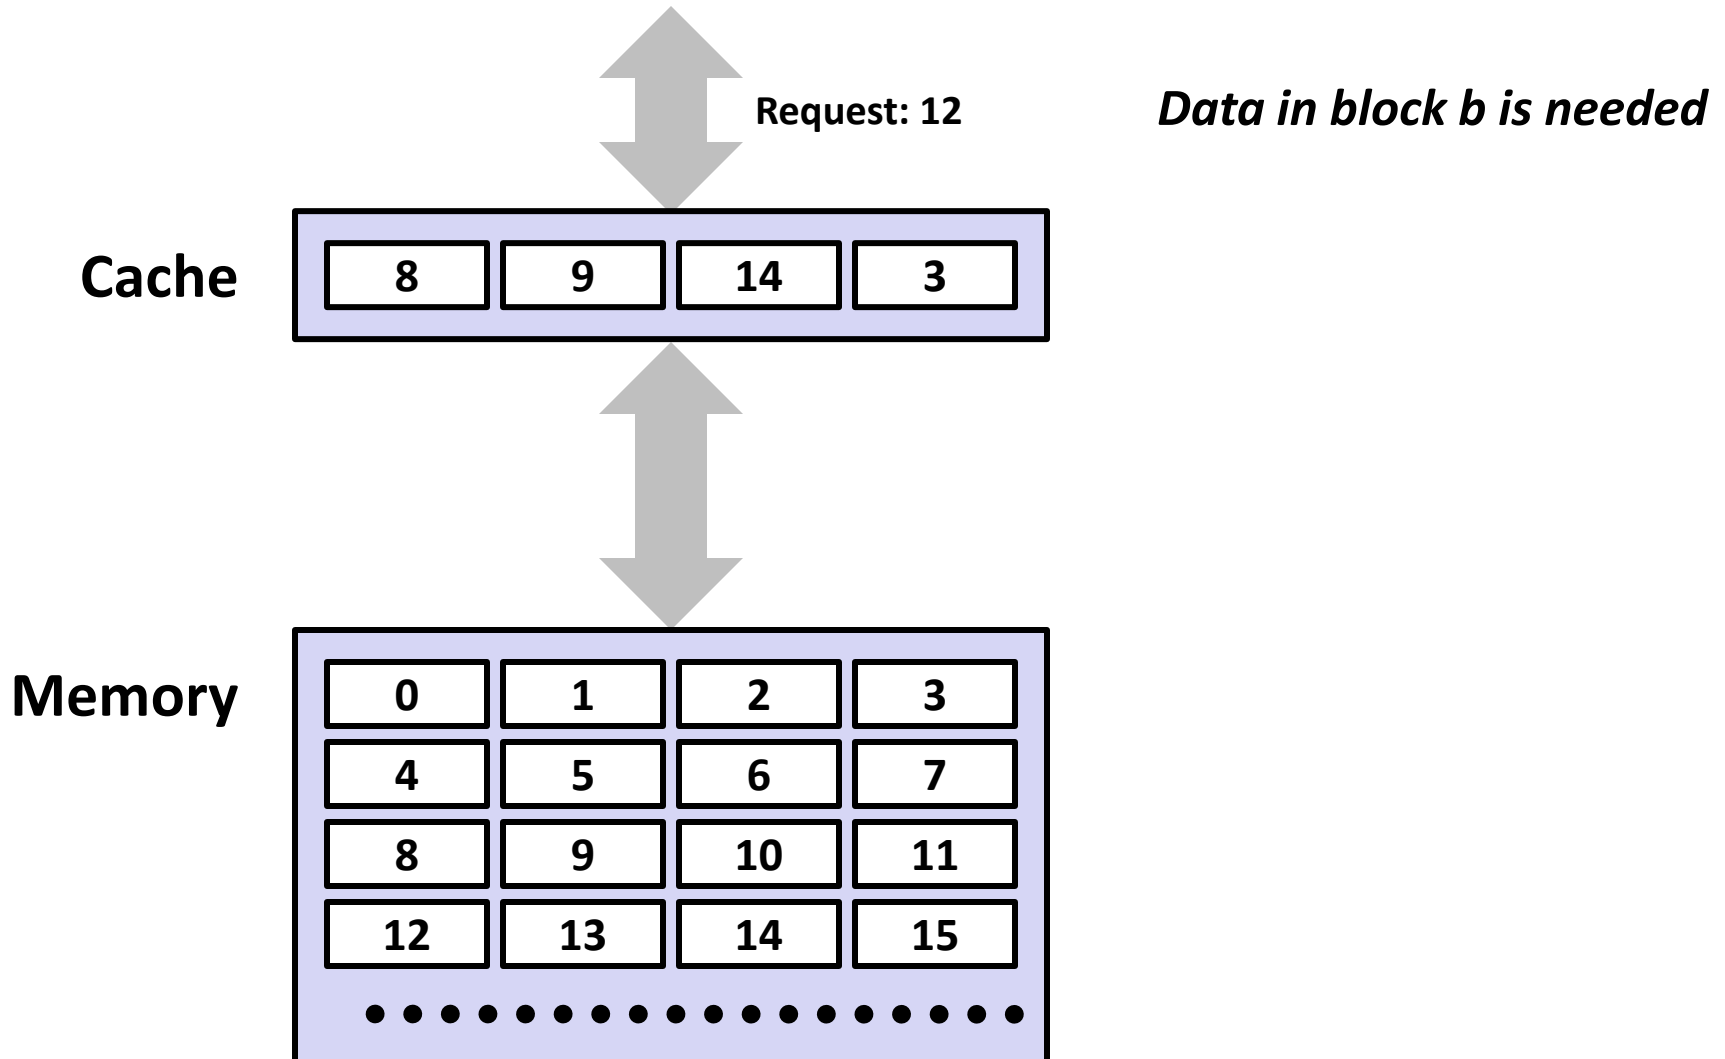 Request: 12 Data in block b is needed
Cache 8 9 14 3
Memory 0 1 2 3
4 5 6 7
8 9 10 11
12 13 14 15